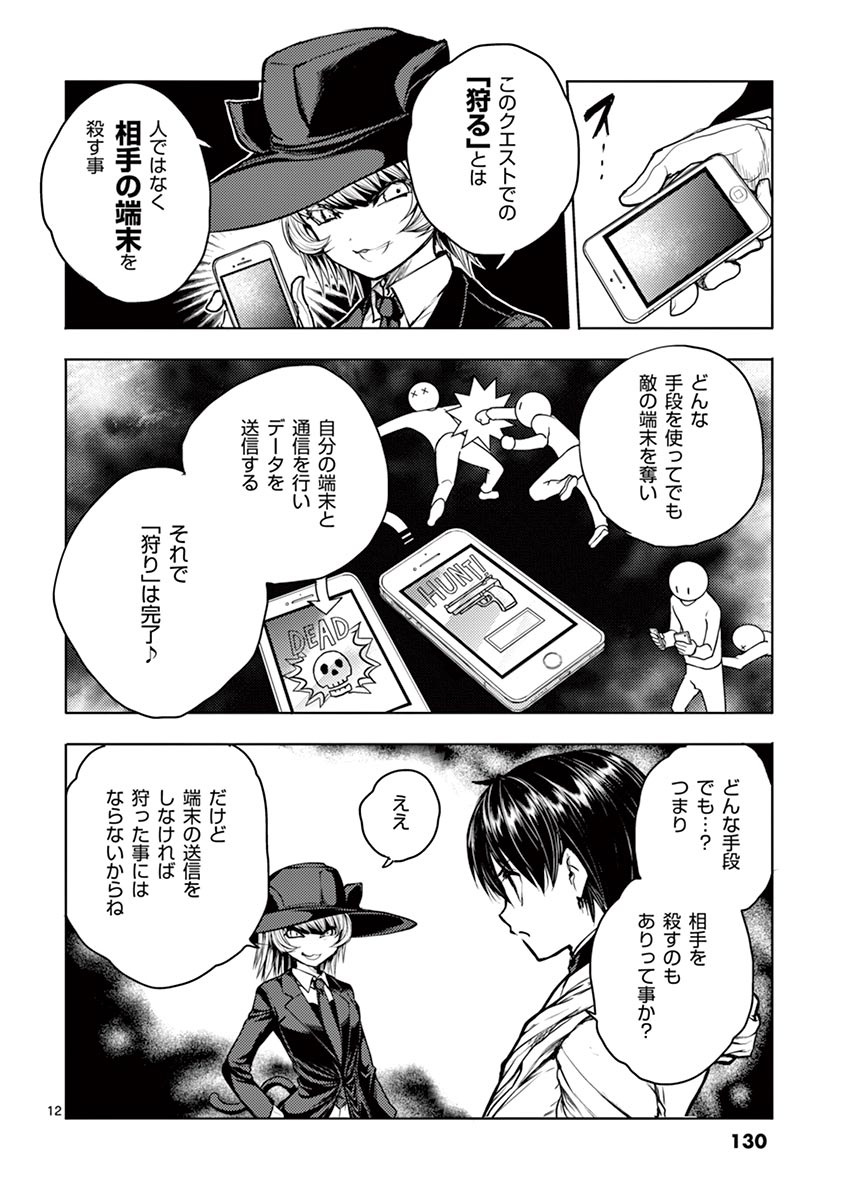 ス…
このクエストでの
「狩る」とは
人ではなく
相手の端末を
殺す事
どんな
手段を使ってでも
敵の端末を奪い
自分の端末と
通信を行い
データを
送信する
HUNT!
DEAD
それで
「狩り」は完了♪
どんな手段
でも…?
つまり
相手を
殺すのも
ありって事か?
ええ
だけど
端末の送信を
しなければ
狩った事には
ならないからね
12
130